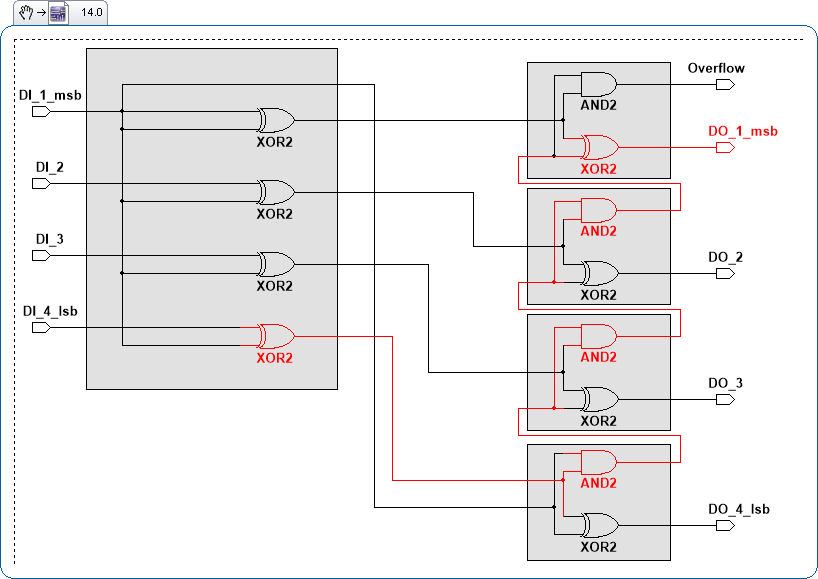 14.0
DI_1_msb
XOR2
DI_2
XOR2
DI_3
XOR2
DI_4_lsb
XOR2
Overflow
AND2
DO_1_msb
XOR2
AND2
DO_2
XOR2
AND2
DO_3
XOR2
AND2
DO_4_lsb
XOR2